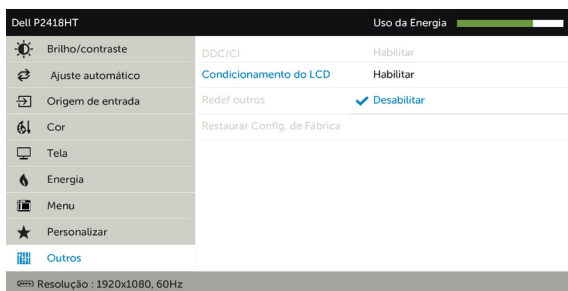 Dell P2418HT Uso da Energia
Brilho/contraste DDC/CI Habilitar
Ajuste automático Condicionamento do LCD Habilitar
Origem de entrada Redef outros Desabilitar
Cor Restaurar Config. de Fábrica
Tela
Energia
Menu
Personalizar
Outros
Resolução : 1920x1080, 60Hz